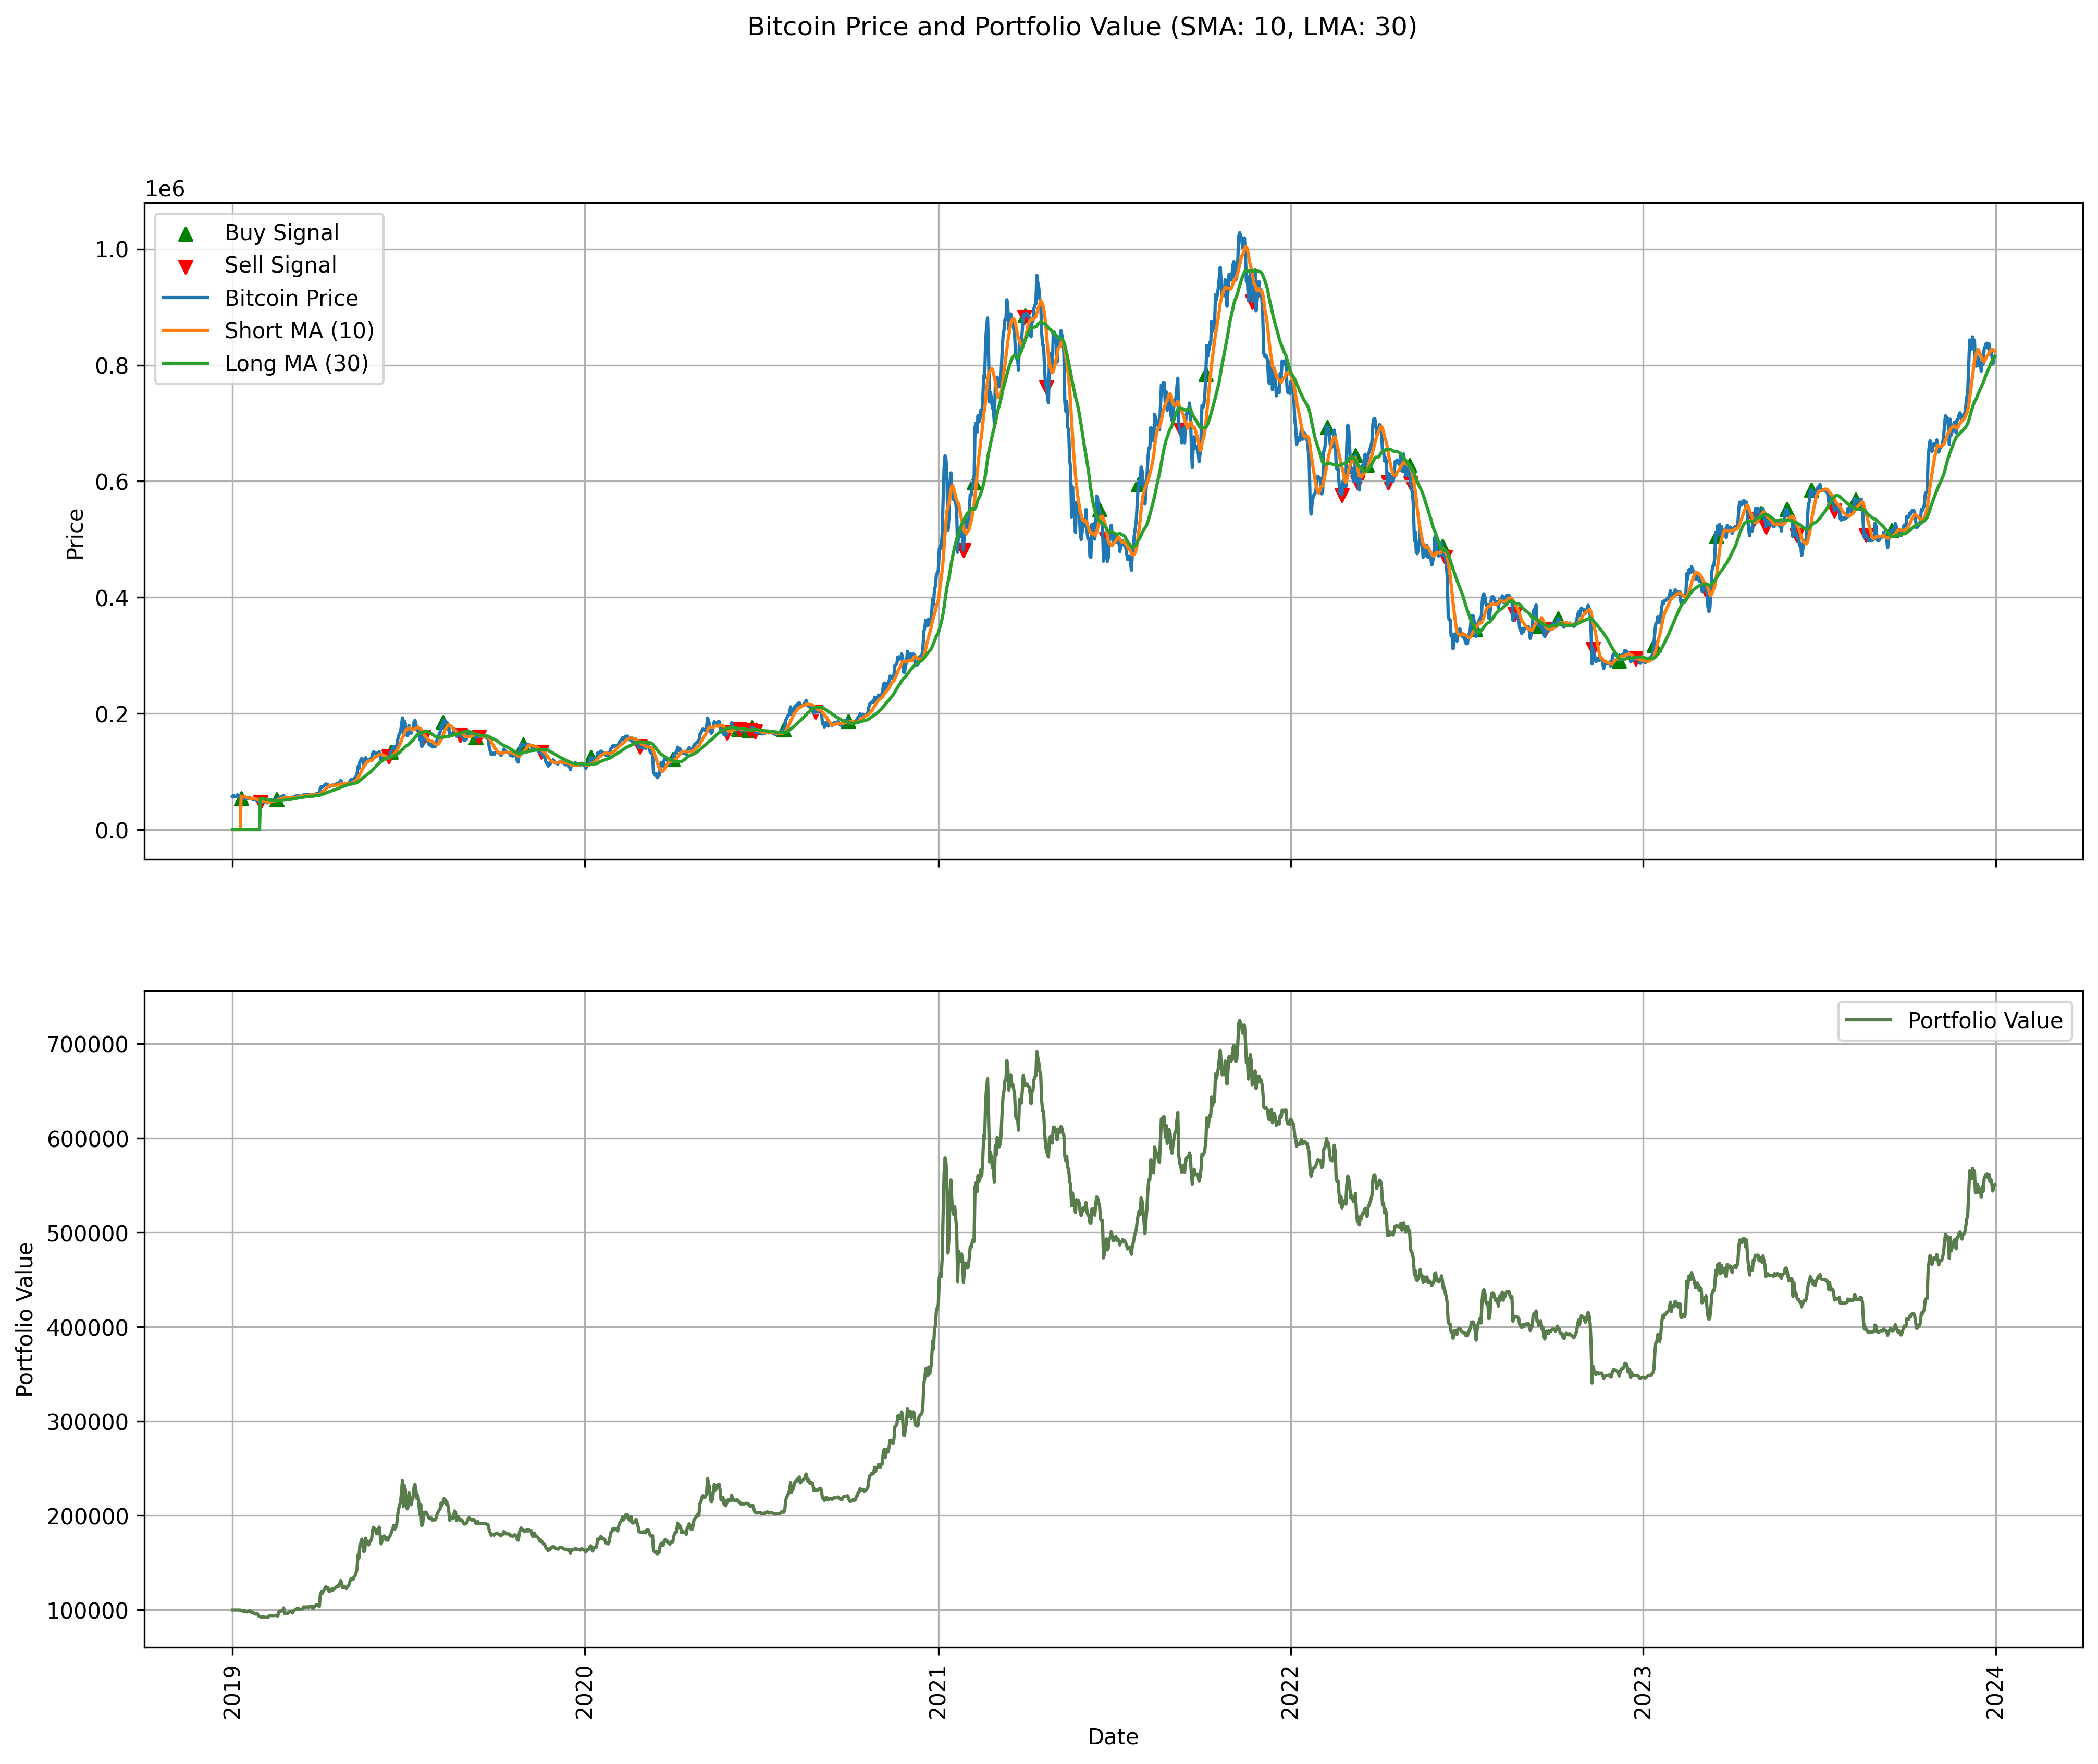 Bitcoin Price and Portfolio Value (SMA: 10, LMA: 30)
1e6
Buy Signal
Sell Signal
Bitcoin Price
Short MA (10)
Long MA (30)
1.0
0.8
0.6
0.4
0.2
0.0
Price
Portfolio Value
700000
600000
500000
400000
300000
200000
100000
Portfolio Value
2019
2020
2021
2022
2023
2024
Date